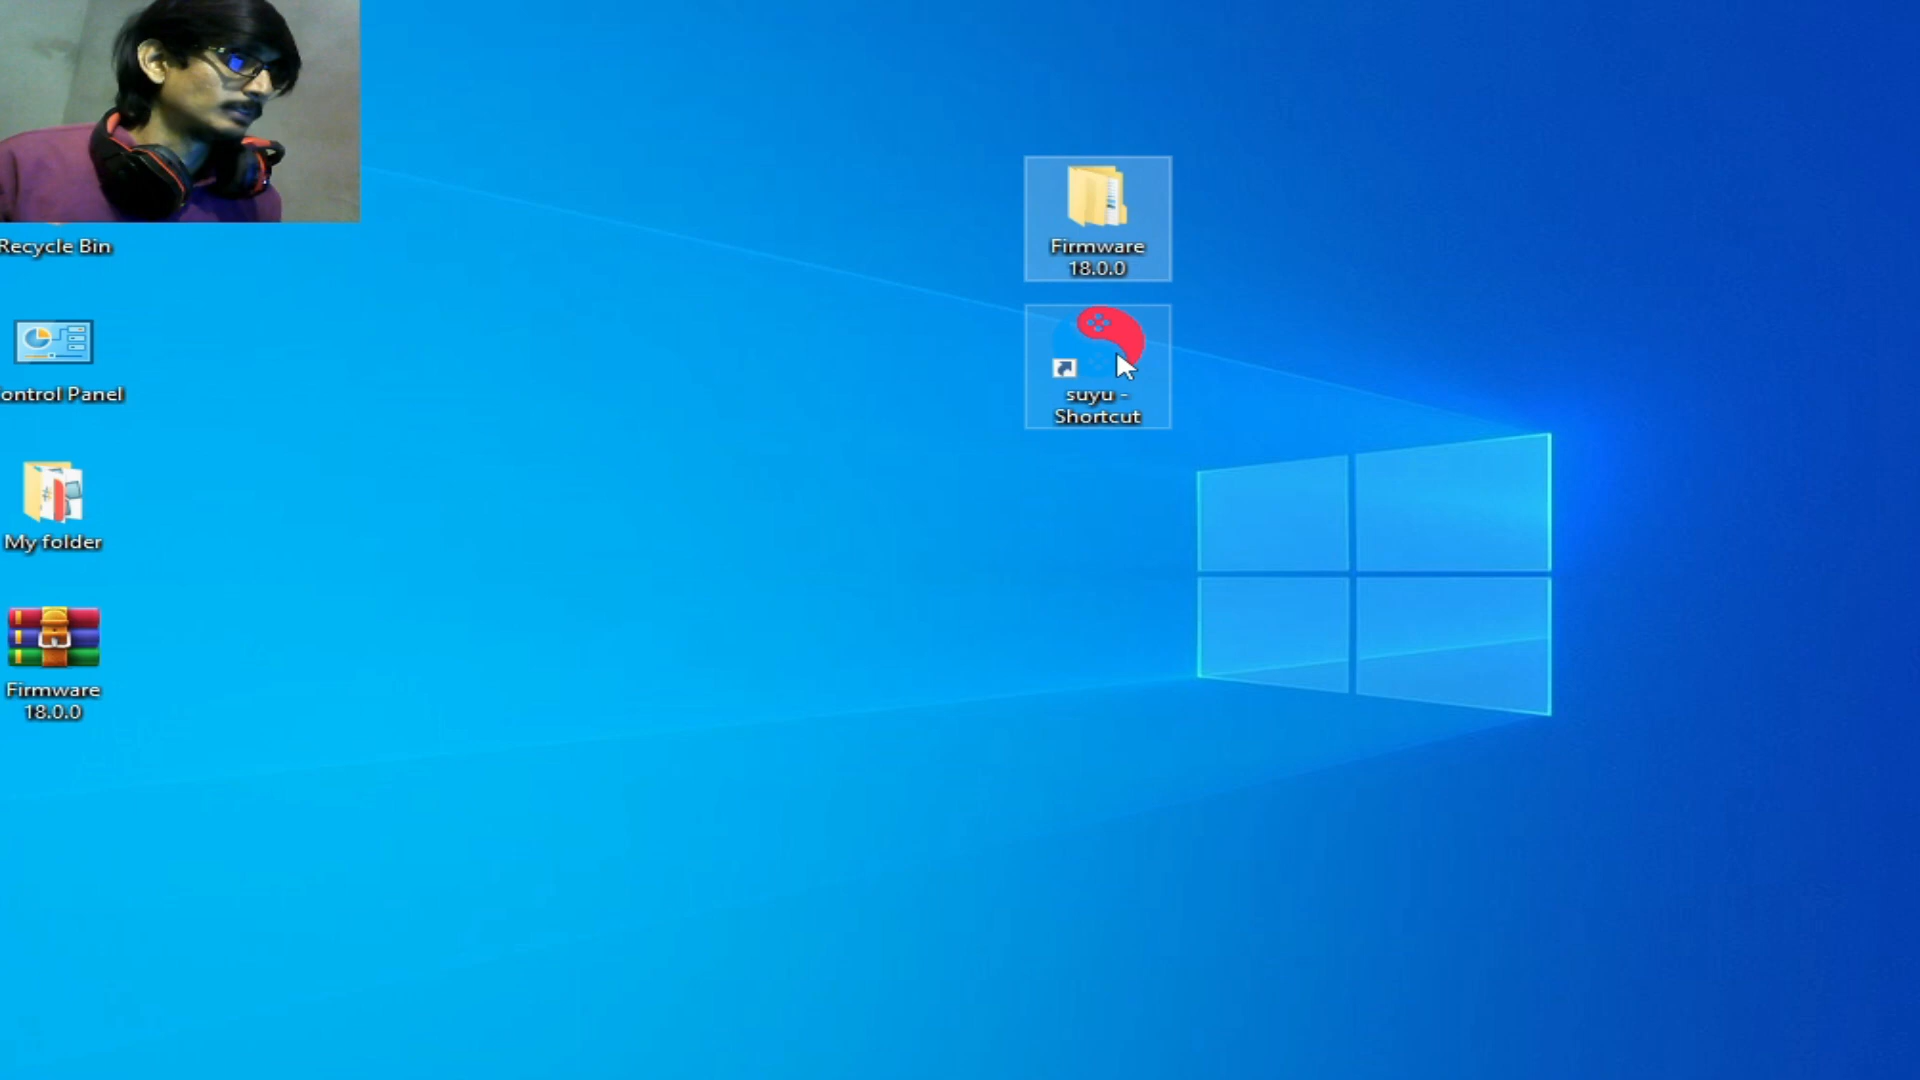 Recycle Bin
ontrol Panel
My folder
Firmware
18.0.0
Firmware
18.0.0
suyu -
Shortcut